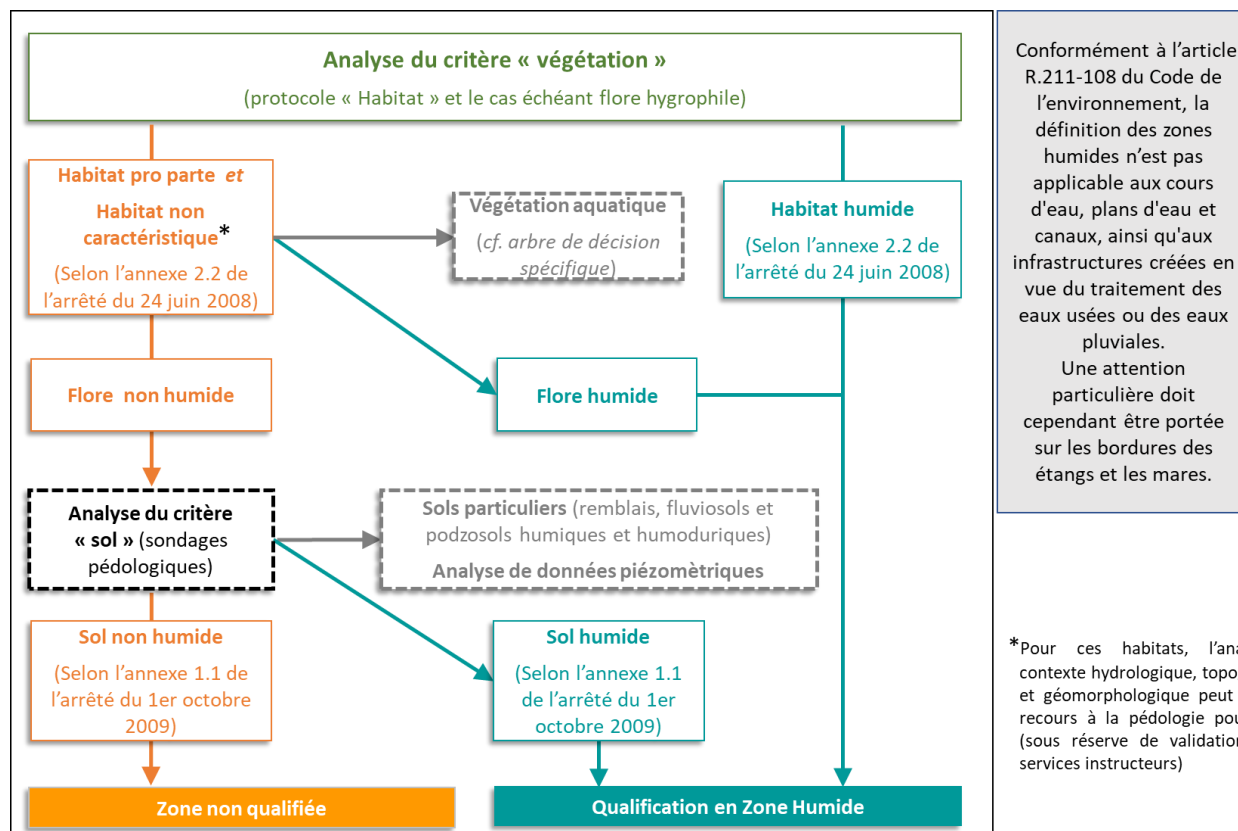 Analyse du critère « végétation »
(protocole « Habitat » et le cas échéant flore hygrophile)
Habitat pro parte et
Habitat non
caractéristique*
(Selon l’annexe 2.2 de
l’arrêté du 24 juin 2008)
Végétation aquatique
(cf. arbre de décision
spécifique)
Habitat humide
(Selon l’annexe 2.2 de
l’arrêté du 24 juin 2008)
Flore non humide
Flore humide
Analyse du critère
« sol » (sondages
pédologiques)
Sols particuliers (remblais, fluviosols et
podzosols humiques et humoduriques)
Analyse de données piézomètriques
Sol non humide
(Selon l’annexe 1.1 de
l’arrêté du 1er octobre
2009)
Sol humide
(Selon l’annexe 1.1
de l’arrêté du 1er
octobre 2009)
Zone non qualifiée
Qualification en Zone Humide
Conformément à l’article
R.211-108 du Code de
l’environnement, la
définition des zones
humides n’est pas
applicable aux cours
d'eau, plans d'eau et
canaux, ainsi qu'aux
infrastructures créées en
vue du traitement des
eaux usées ou des eaux
pluviales.
Une attention
particulière doit
cependant être portée
sur les bordures des
étangs et les mares.
*Pour ces habitats,
contexte hydrologique,
et géomorphologique peut
recours à la pédologie
(sous réserve de
services instructeurs)